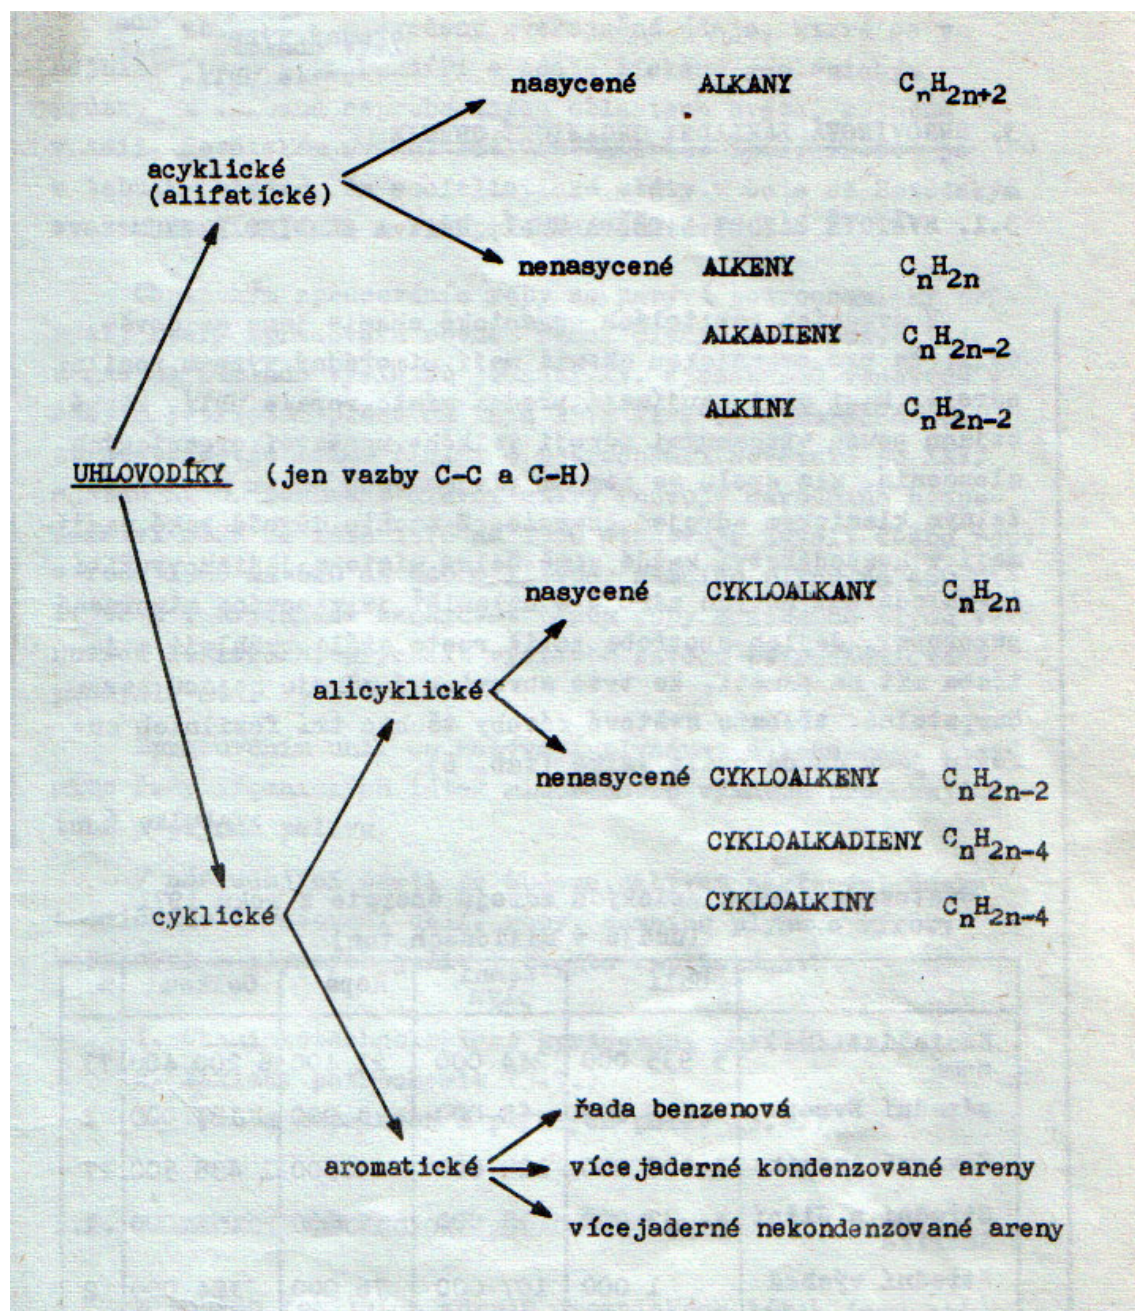 nasycené ALKANY CnH2n+2
acyklické
(alifatické)
nenasycené ALKENY CnH2n
ALKADIENY CnH2n-2
ALKINY CnH2n-2
UHLOVODÍKY (jen vazby C-C a C-H)
nasycené CYKLOALKANY CnH2n
alicyklické
nenasycené CYKLOALKENY CnH2n-2
CYKLOALKADIENY CnH2n-4
cyklické
CYKLOALKINY CnH2n-4
řada benzenová
aromatické
vícejaderné kondenzované areny
vícejaderné nekondenzované areny